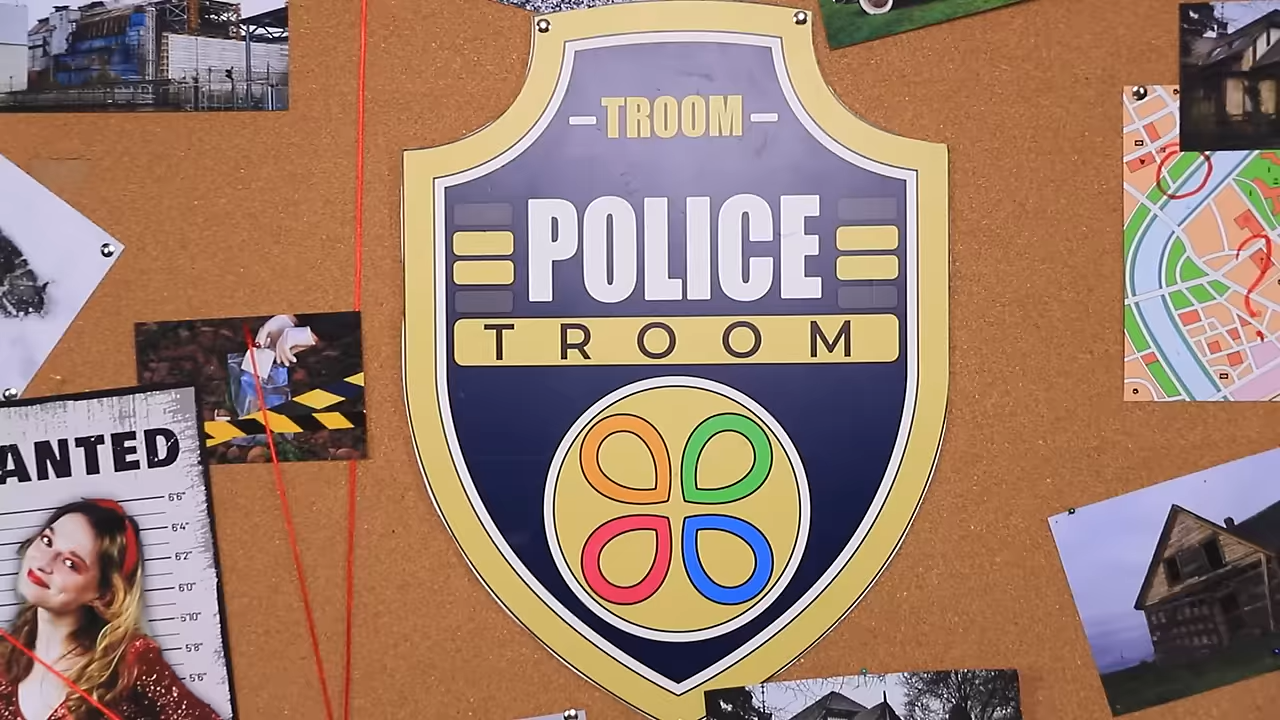 -TROOM-
POLICE
TROOM
ANTED
6'6"
6'4"
6'2"
6'0"
5'10"
5'8"
5'6"